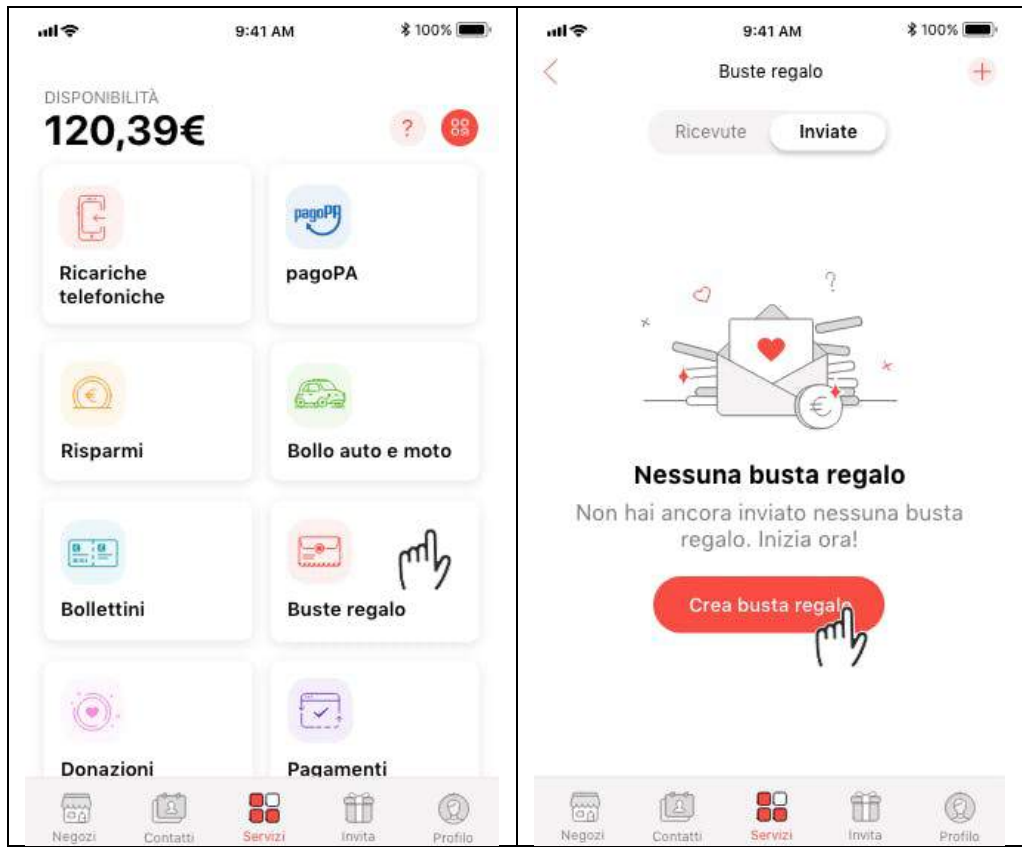 9:41 AM
100%
DISPONIBILITÀ
120,39€
?
pagoPA
Ricariche
telefoniche
pagoPA
€
Risparmi
Bollo auto e moto
Bollettini
Buste regalo
Donazioni
Pagamenti
Negozi
Contatti
Servizi
Invita
Profilo
9:41 AM
100%
Buste regalo
+
Ricevute
Inviate
?
€
Nessuna busta regalo
Non hai ancora inviato nessuna busta
regalo. Inizia ora!
Crea busta regalo
Negozi
Contatti
Servizi
Invita
Profilo